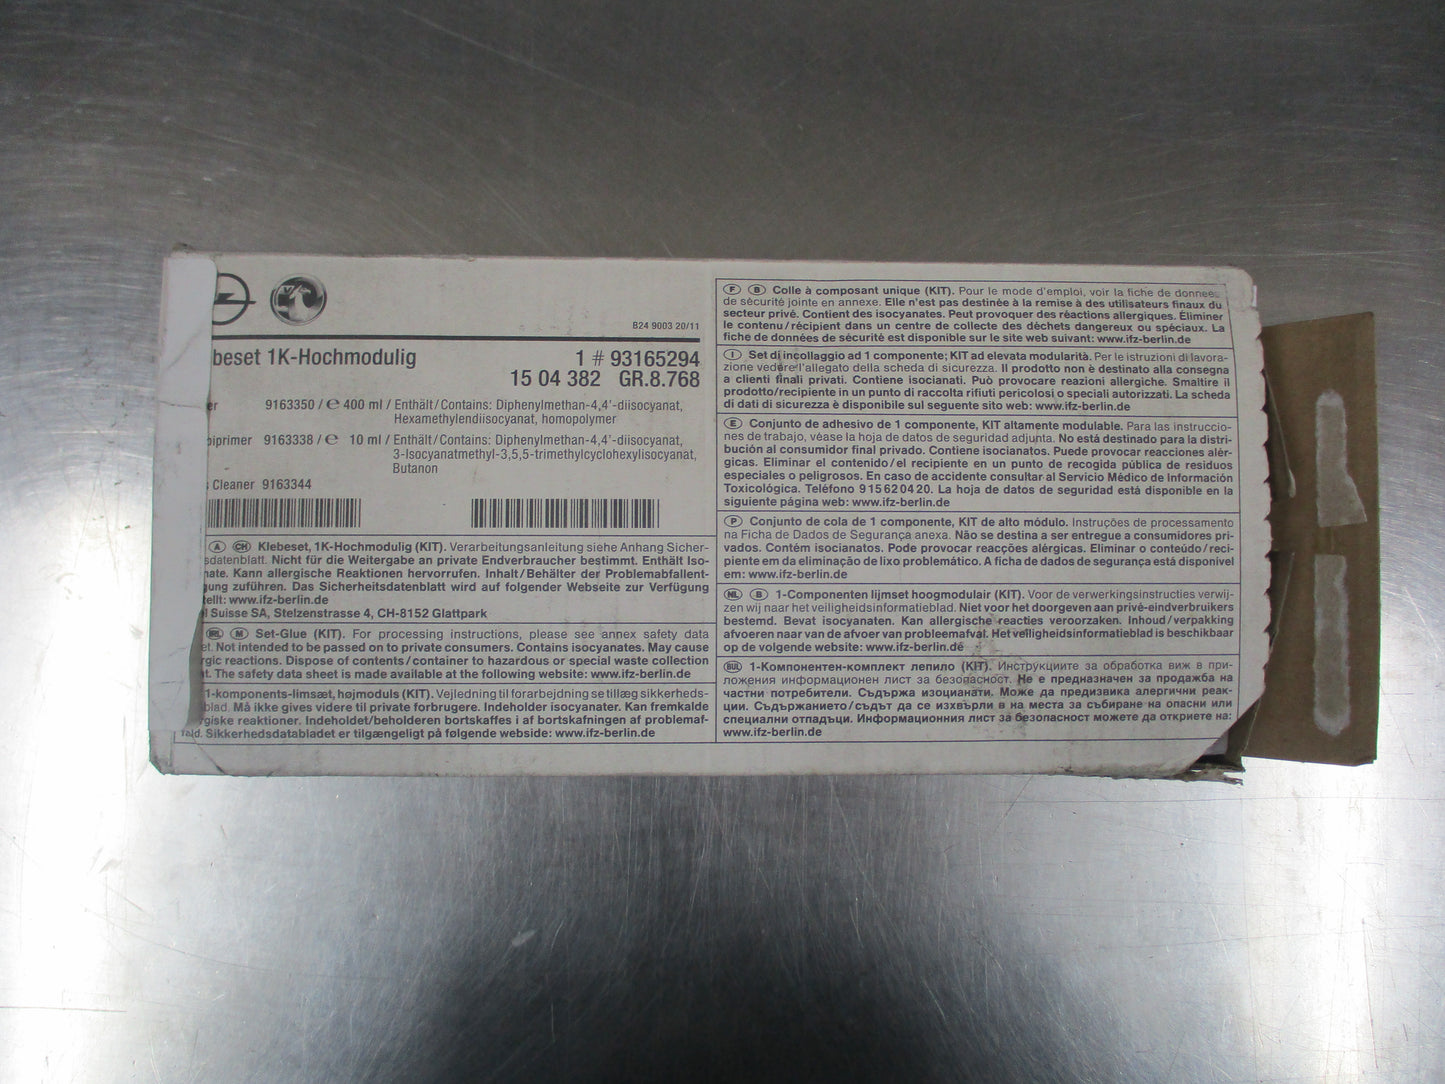 B24 9003 20/11
beset 1K-Hochmodulig
1 # 93165294
15 04 382 GR.8.768
er 9163350 / ℮ 400 ml / Enthält/Contains: Diphenylmethan-4,4'-diisocyanat,
Hexamethylendiisocyanat, homopolymer
primer 9163338 / ℮ 10 ml / Enthält/Contains: Diphenylmethan-4,4'-diisocyanat,
3-Isocyanatmethyl-3,5,5-trimethylcyclohexylisocyanat,
Butanon
s Cleaner 9163344
A CH Klebeset, 1K-Hochmodulig (KIT). Verarbeitungsanleitung siehe Anhang Sicher-
sdatenblatt. Nicht für die Weitergabe an private Endverbraucher bestimmt. Enthält Iso-
nate. Kann allergische Reaktionen hervorrufen. Inhalt/Behälter der Problemabfallent-
gung zuführen. Das Sicherheitsdatenblatt wird auf folgender Webseite zur Verfügung
tellt: www.ifz-berlin.de
l Suisse SA, Stelzenstrasse 4, CH-8152 Glattpark
IRL M Set-Glue (KIT). For processing instructions, please see annex safety data
et. Not intended to be passed on to private consumers. Contains isocyanates. May cause
rgic reactions. Dispose of contents/container to hazardous or special waste collection
t. The safety data sheet is made available at the following website: www.ifz-berlin.de
1-komponents-limsæt, højmoduls (KIT). Vejledning til forarbejdning se tillæg sikkerheds-
blad. Må ikke gives videre til private forbrugere. Indeholder isocyanater. Kan fremkalde
rgiske reaktioner. Indeholdet/beholderen bortskaffes i af bortskafningen af problemaf-
fald. Sikkerhedsdatabladet er tilgængeligt på følgende webside: www.ifz-berlin.de
F B Colle à composant unique (KIT). Pour le mode d'emploi, voir la fiche de données
de sécurité jointe en annexe. Elle n'est pas destinée à la remise à des utilisateurs finaux du
secteur privé. Contient des isocyanates. Peut provoquer des réactions allergiques. Éliminer
le contenu/récipient dans un centre de collecte des déchets dangereux ou spéciaux. La
fiche de données de sécurité est disponible sur le site web suivant: www.ifz-berlin.de
I Set di incollaggio ad 1 componente; KIT ad elevata modularità. Per le istruzioni di lavora-
zione vedere l'allegato della scheda di sicurezza. Il prodotto non è destinato alla consegna
a clienti finali privati. Contiene isocianati. Può provocare reazioni allergiche. Smaltire il
prodotto/recipiente in un punto di raccolta rifiuti pericolosi o speciali autorizzati. La scheda
di dati di sicurezza è disponibile sul seguente sito web: www.ifz-berlin.de
E Conjunto de adhesivo de 1 componente, KIT altamente modulable. Para las instruccio-
nes de trabajo, véase la hoja de datos de seguridad adjunta. No está destinado para la distri-
bución al consumidor final privado. Contiene isocianatos. Puede provocar reacciones alér-
gicas. Eliminar el contenido/el recipiente en un punto de recogida pública de residuos
especiales o peligrosos. En caso de accidente consultar al Servicio Médico de Información
Toxicológica. Teléfono 915620420. La hoja de datos de seguridad está disponible en la
siguiente página web: www.ifz-berlin.de
P Conjunto de cola de 1 componente, KIT de alto módulo. Instruções de processamento
na Ficha de Dados de Segurança anexa. Não se destina a ser entregue a consumidores pri-
vados. Contém isocianatos. Pode provocar reacções alérgicas. Eliminar o conteúdo/reci-
piente em da eliminação de lixo problemático. A ficha de dados de segurança está disponível
em: www.ifz-berlin.de
NL B 1-Componenten lijmset hoogmodulair (KIT). Voor de verwerkingsinstructies verwij-
zen wij naar het veiligheidsinformatieblad. Niet voor het doorgeven aan privé-eindverbruikers
bestemd. Bevat isocyanaten. Kan allergische reacties veroorzaken. Inhoud/verpakking
afvoeren naar van de afvoer van probleemafval. Het veiligheidsinformatieblad is beschikbaar
op de volgende website: www.ifz-berlin.de
BUL 1-Компонентен-комплект лепило (KIT). Инструкциите за обработка виж в при-
ложения информационен лист за безопасност. Не е предназначен за продажба на
частни потребители. Съдържа изоцианати. Може да предизвика алергични реак-
ции. Съдържанието/съдът да се изхвърли в на места за събиране на опасни или
специални отпадъци. Информационния лист за безопасност можете да откриете на:
www.ifz-berlin.de